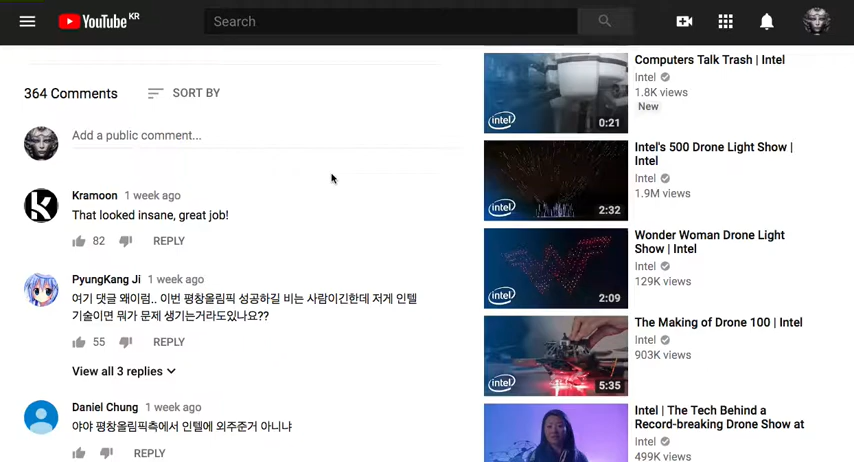 YouTube KR
Search
364 Comments
SORT BY
Add a public comment...
Kramoon 1 week ago
That looked insane, great job!
82
REPLY
PyungKang Ji 1 week ago
여기 댓글 왜이럼.. 이번 평창올림픽 성공하길 비는 사람이긴한데 저게 인텔
기술이면 뭐가 문제 생기는거라도있나요??
55
REPLY
View all 3 replies
Daniel Chung 1 week ago
야야 평창올림픽측에서 인텔에 외주준거 아니냐
REPLY
intel
0:21
Computers Talk Trash | Intel
Intel
1.8K views
New
intel
2:32
Intel's 500 Drone Light Show |
Intel
Intel
1.9M views
intel
2:09
Wonder Woman Drone Light
Show | Intel
Intel
129K views
intel
5:35
The Making of Drone 100 | Intel
Intel
903K views
Intel | The Tech Behind a
Record-breaking Drone Show at
Intel
499K views